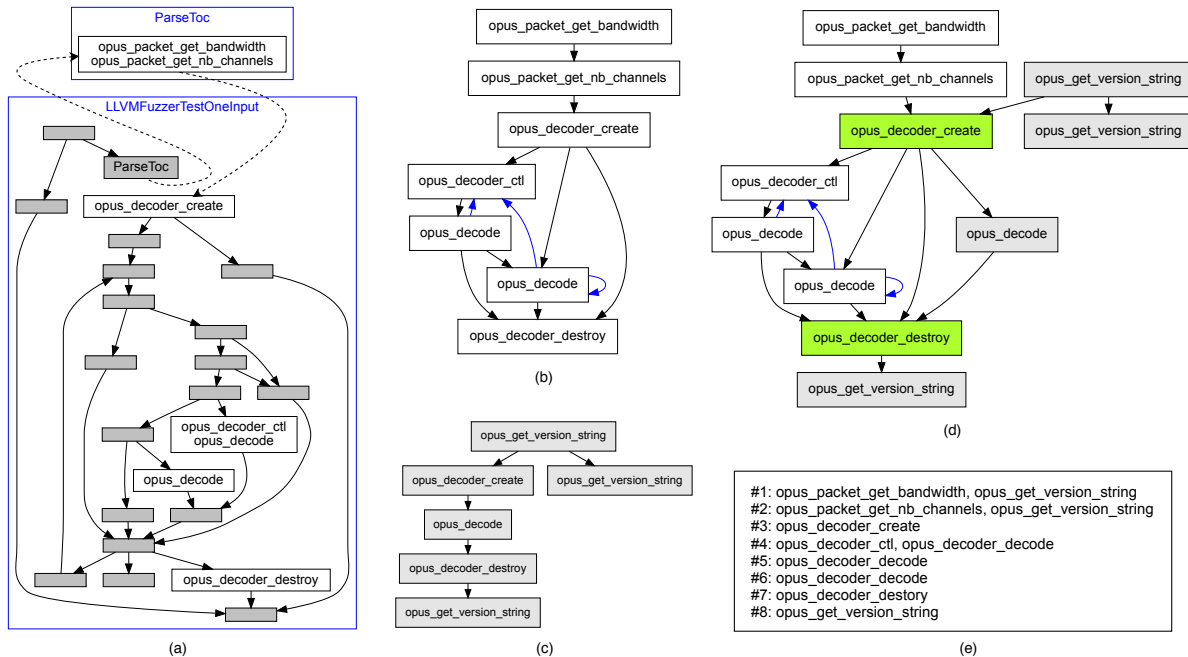 ParseToc
opus_packet_get_bandwidth
opus_packet_get_nb_channels
LLVMFuzzerTestOneInput
ParseToc
opus_decoder_create
opus_decoder_ctl
opus_decode
opus_decode
opus_decoder_destroy
(a)
opus_packet_get_bandwidth
opus_packet_get_nb_channels
opus_decoder_create
opus_decoder_ctl
opus_decode
opus_decode
opus_decoder_destroy
(b)
opus_get_version_string
opus_decoder_create
opus_get_version_string
opus_decode
opus_decoder_destroy
opus_get_version_string
(c)
opus_packet_get_bandwidth
opus_packet_get_nb_channels
opus_get_version_string
opus_decoder_create
opus_get_version_string
opus_decoder_ctl
opus_decode
opus_decode
opus_decode
opus_decoder_destroy
opus_get_version_string
(d)
#1: opus_packet_get_bandwidth, opus_get_version_string
#2: opus_packet_get_nb_channels, opus_get_version_string
#3: opus_decoder_create
#4: opus_decoder_ctl, opus_decoder_decode
#5: opus_decoder_decode
#6: opus_decoder_decode
#7: opus_decoder_destory
#8: opus_get_version_string
(e)